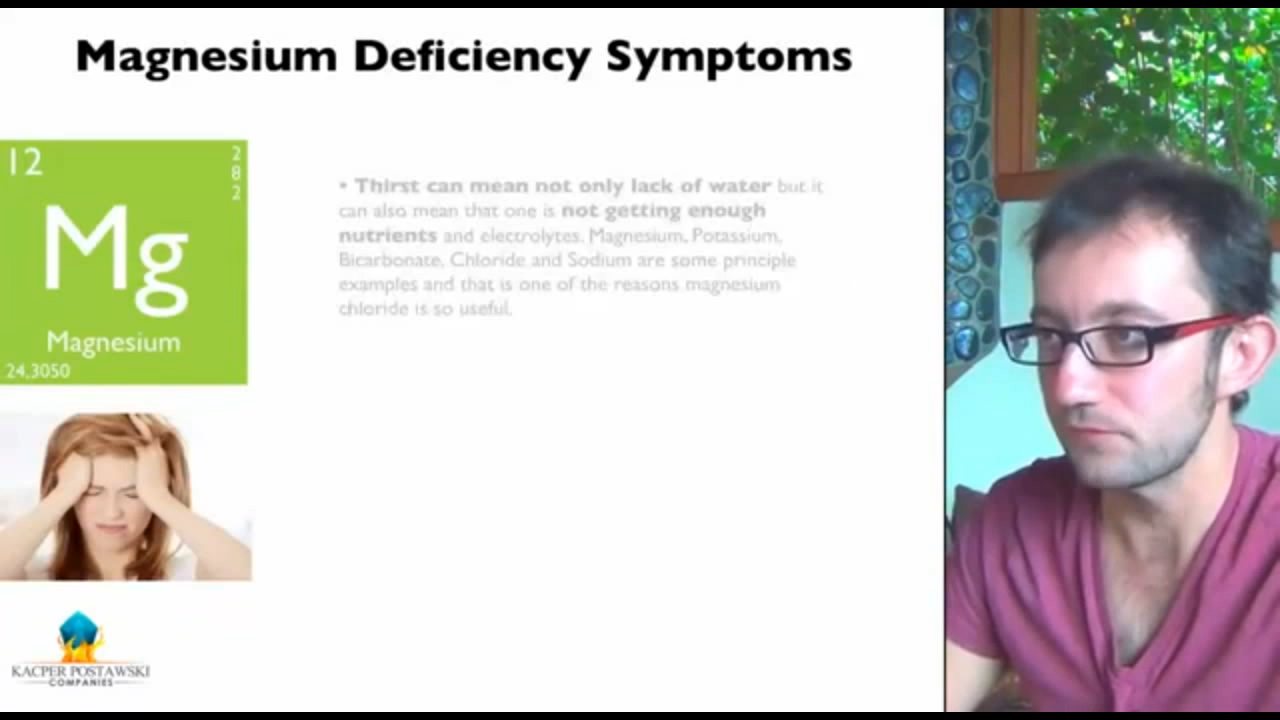 Magnesium Deficiency Symptoms
12
2
8
2
Mg
Magnesium
24.3050
• Thirst can mean not only lack of water but it
can also mean that one is not getting enough
nutrients and electrolytes. Magnesium, Potassium,
Bicarbonate, Chloride and Sodium are some principle
examples and that is one of the reasons magnesium
chloride is so useful.
KACPER POSTAWSKI
COMPANIES